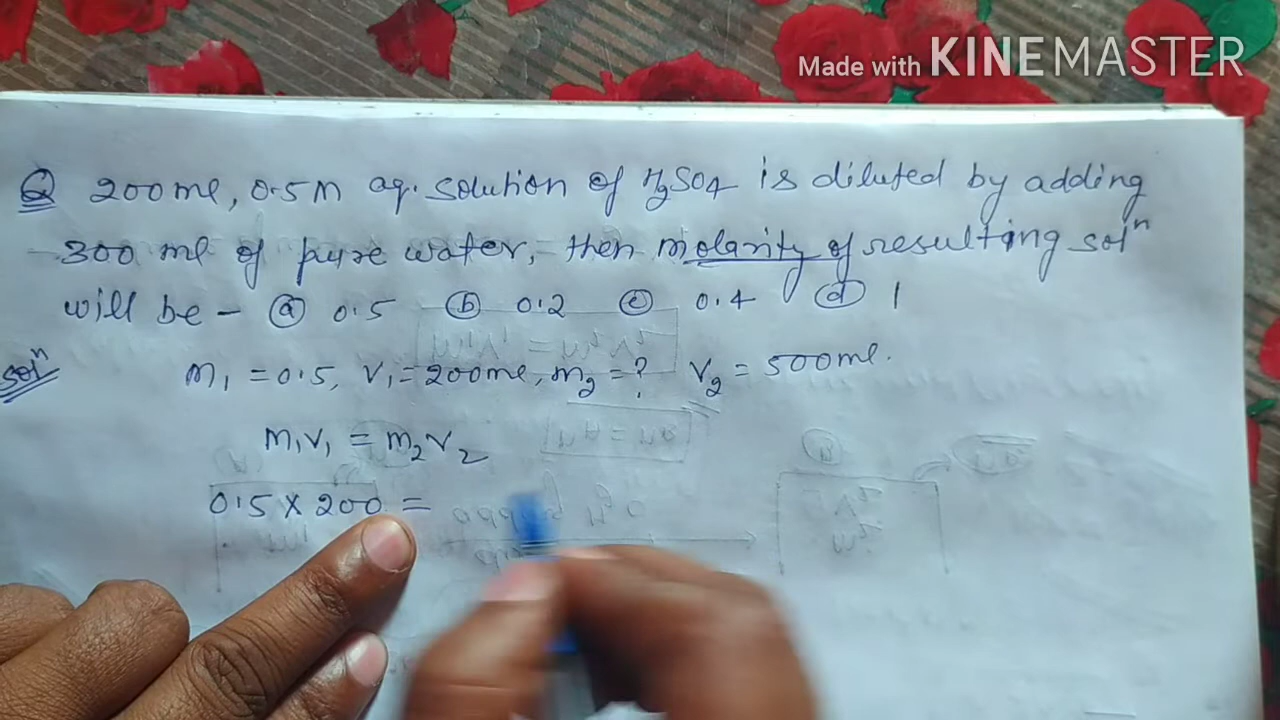 Made with KINEMASTER
Q 200ml, 0.5M aq. solution of H₂SO4 is diluted by adding
300 ml of pure water, then molarity of resulting solⁿ
will be - ⓐ 0.5 ⓑ 0.2 ⓒ 0.4 ⓓ 1
Solⁿ M₁ = 0.5, V₁ = 200ml, M₂ = ? V₂ = 500ml.
M₁V₁ = M₂V₂
0.5 × 200 =